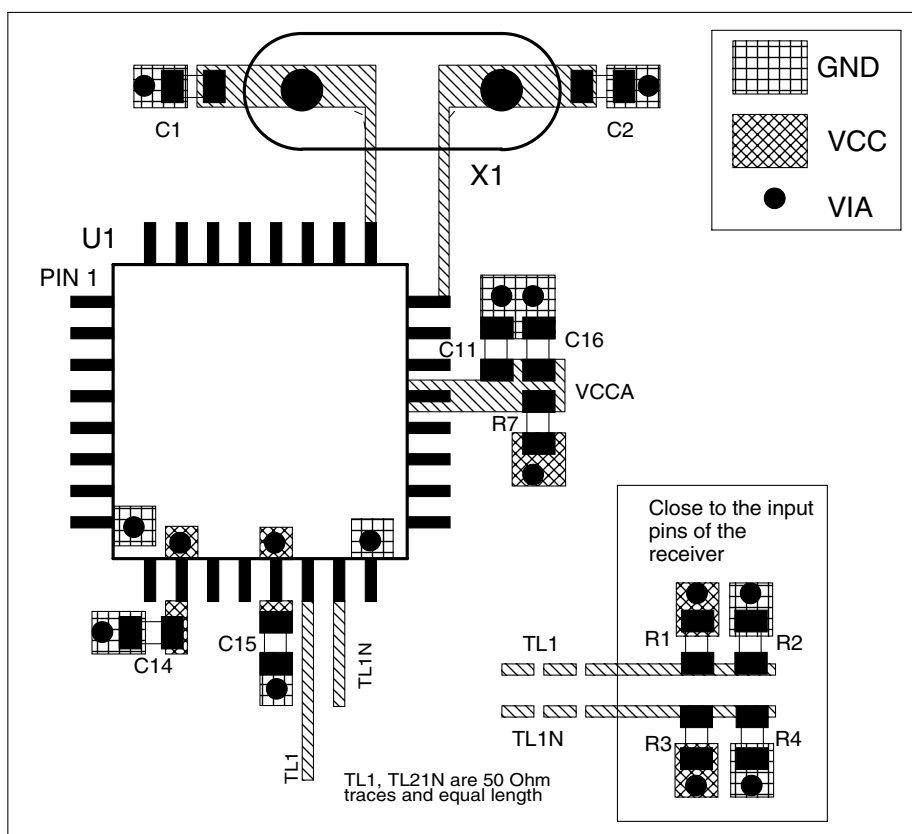 C1
C2
X1
GND
VCC
VIA
U1
PIN 1
C11
C16
VCCA
R7
Close to the input
pins of the
receiver
R1
R2
TL1
TL1N
R3
R4
C14
C15
TL1
TL1N
TL1, TL21N are 50 Ohm
traces and equal length